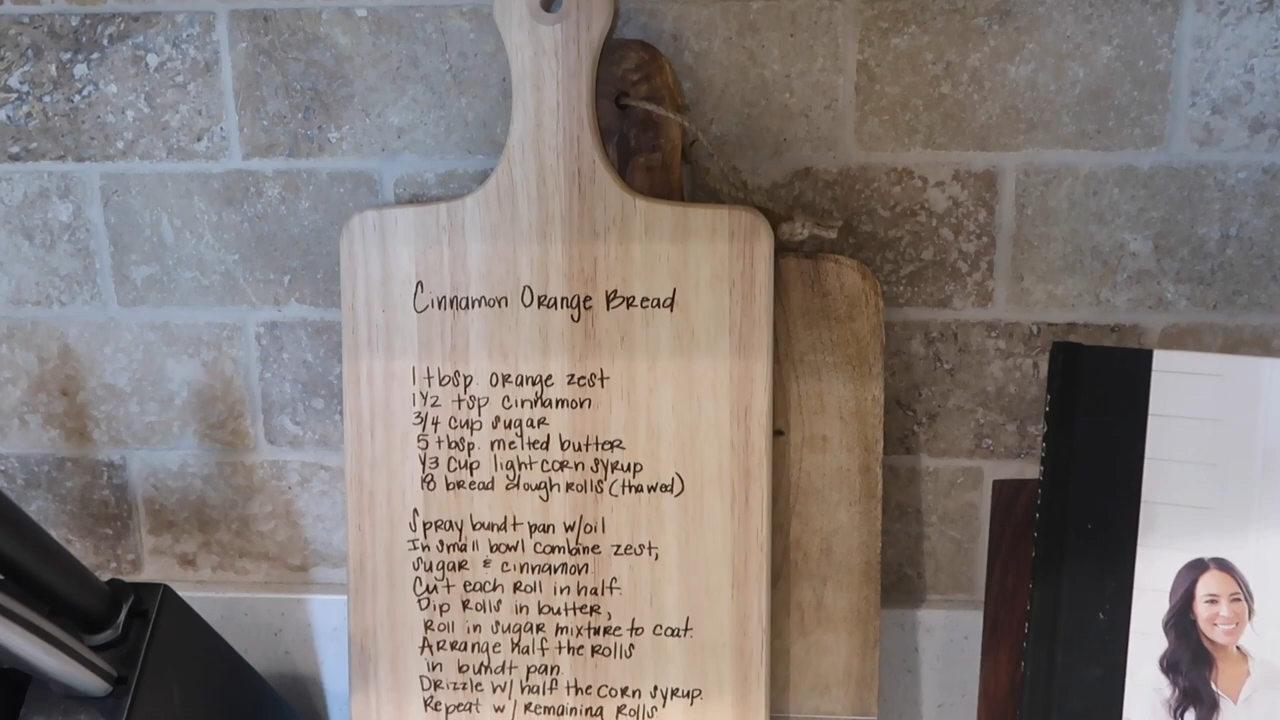 Cinnamon Orange Bread
1 tbsp. orange zest
1 1/2 tsp cinnamon
3/4 cup sugar
5 tbsp. melted butter
1/3 cup light corn syrup
18 bread dough rolls (thawed)
Spray bundt pan w/oil
In small bowl combine zest,
sugar & cinnamon.
Cut each roll in half.
Dip rolls in butter,
Roll in sugar mixture to coat.
Arrange half the rolls
in bundt pan.
Drizzle w/ half the corn syrup.
Repeat w/ remaining rolls.